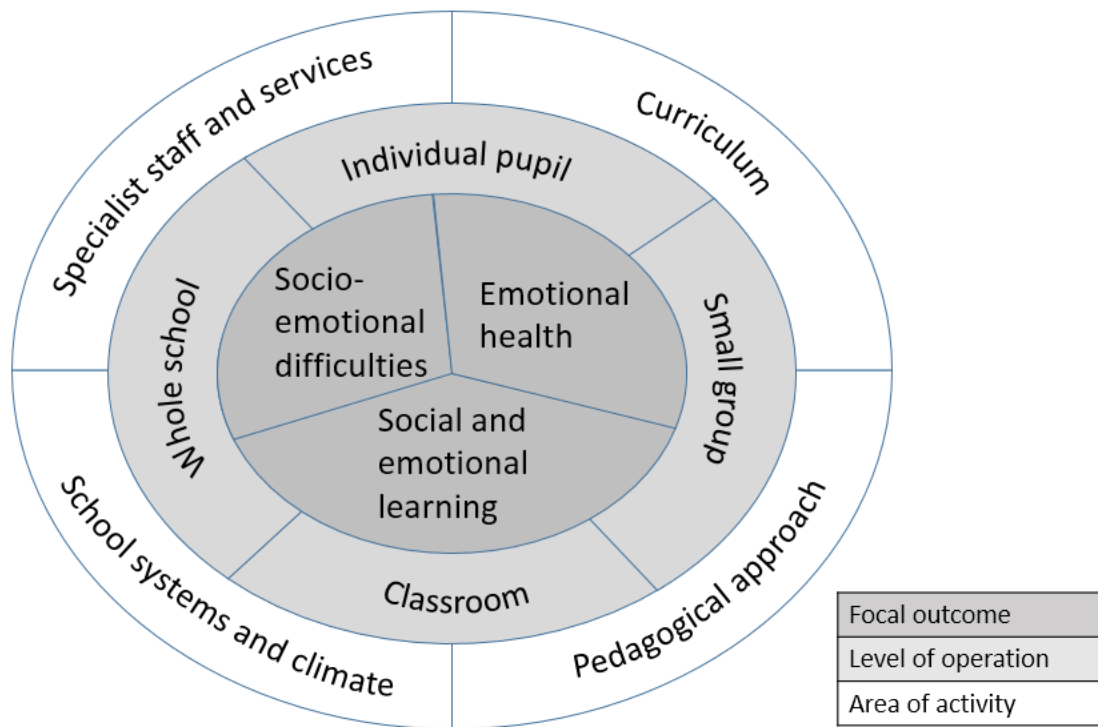 Specialist staff and services
Curriculum
Individual pupil
Whole school
Small group
Socio-
emotional
difficulties
Emotional
health
Social and
emotional
learning
Classroom
School systems and climate
Pedagogical approach
Focal outcome
Level of operation
Area of activity